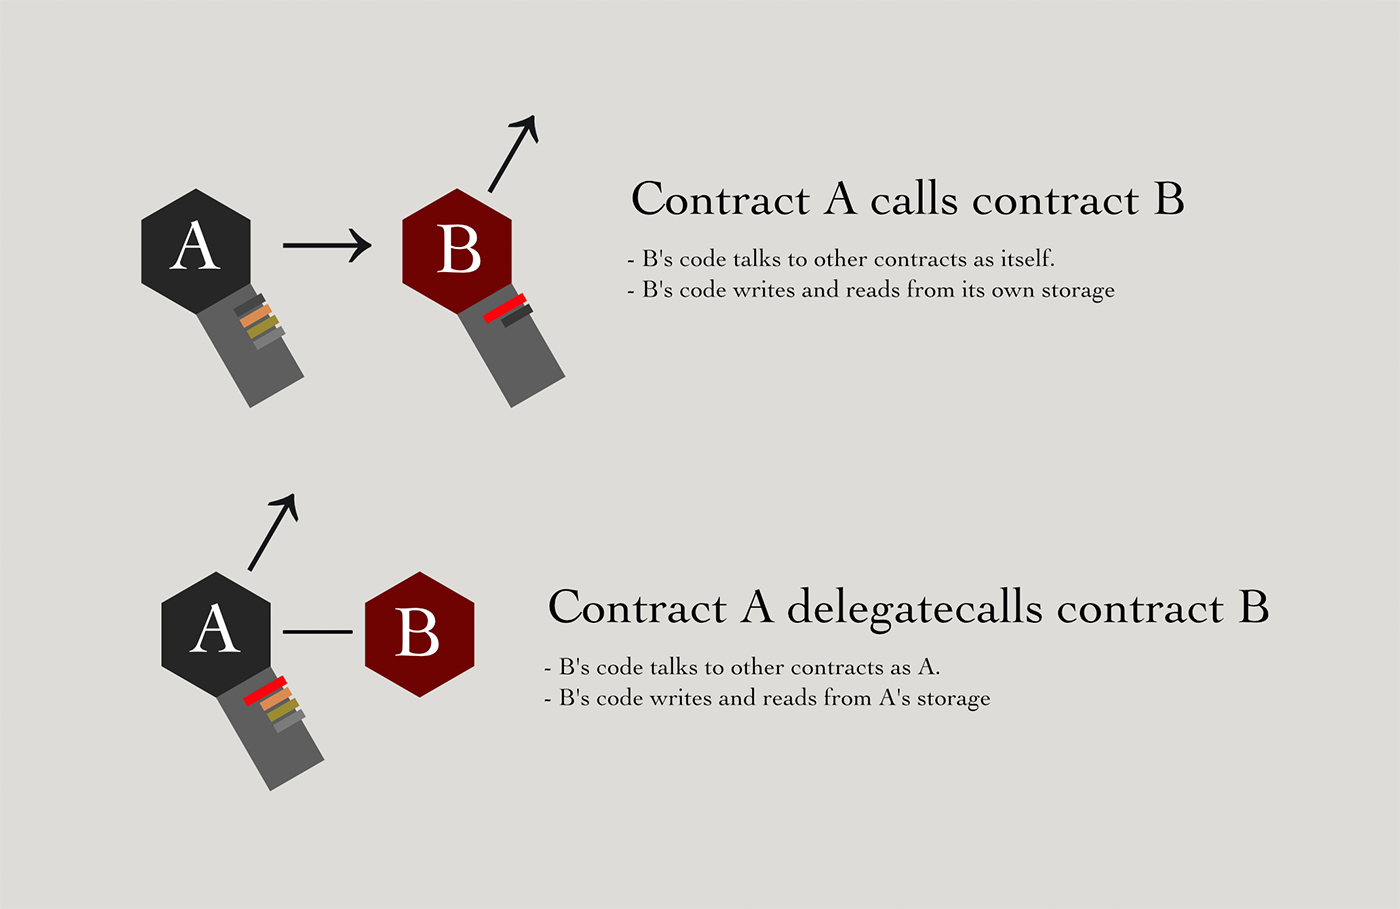 A
B
Contract A calls contract B
- B's code talks to other contracts as itself.
- B's code writes and reads from its own storage
A
B
Contract A delegatecalls contract B
- B's code talks to other contracts as A.
- B's code writes and reads from A's storage